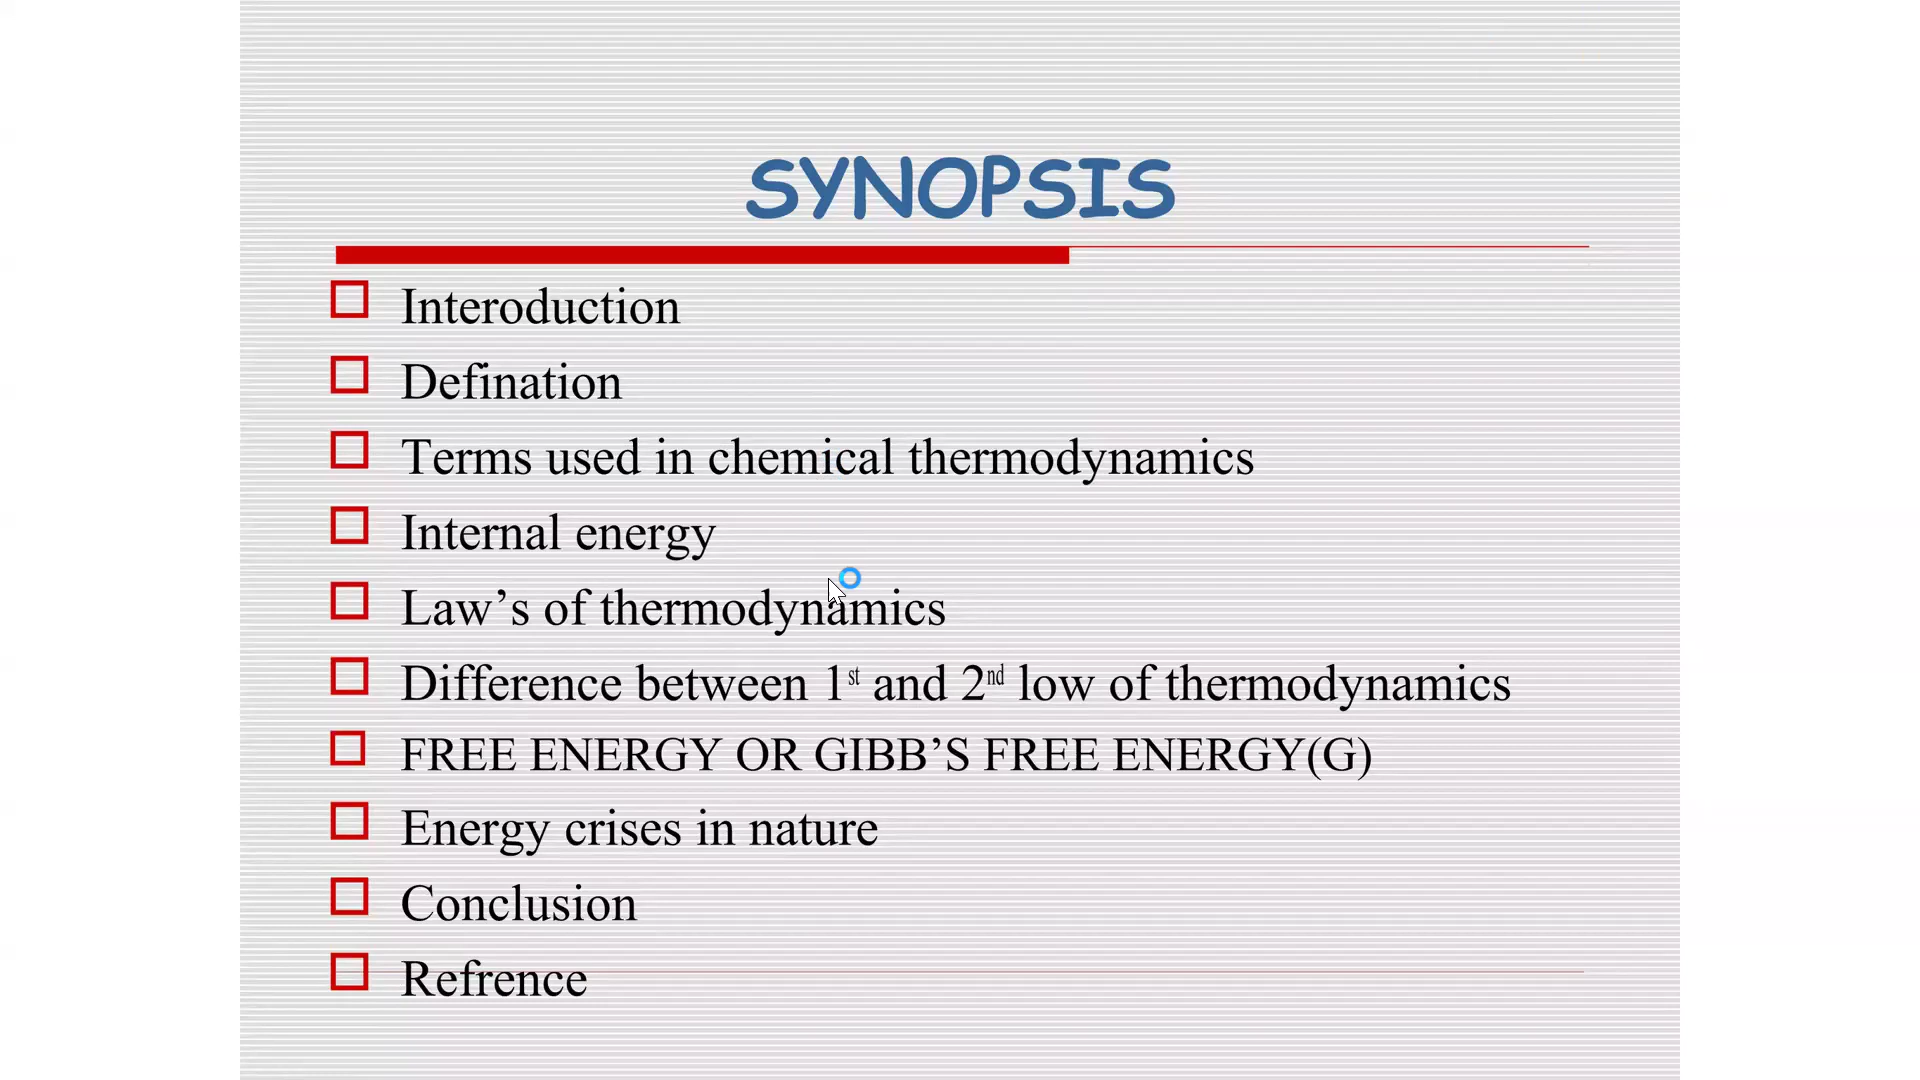 SYNOPSIS
Interoduction
Defination
Terms used in chemical thermodynamics
Internal energy
Law’s of thermodynamics
Difference between 1st and 2nd low of thermodynamics
FREE ENERGY OR GIBB’S FREE ENERGY(G)
Energy crises in nature
Conclusion
Refrence